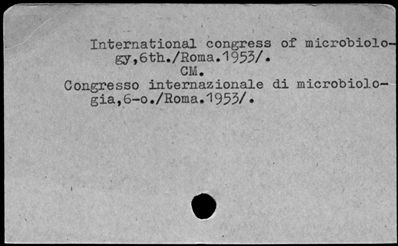 International congress of microbiolo-
gy,6th./Roma.1953/.
CM.
Congresso internazionale di microbiolo-
gia,6-o./Roma.1953/.